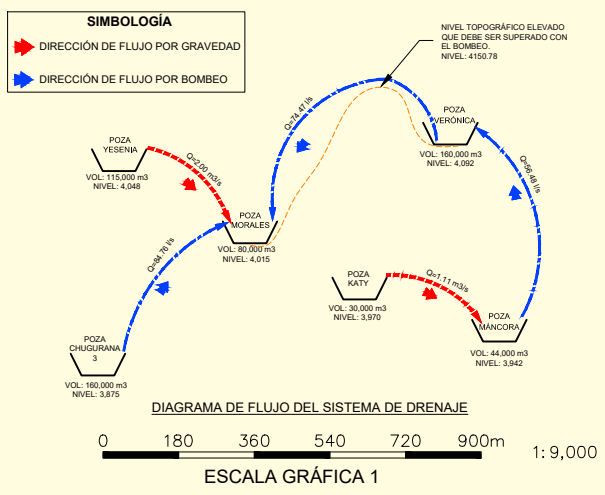 SIMBOLOGÍA
DIRECCIÓN DE FLUJO POR GRAVEDAD
DIRECCIÓN DE FLUJO POR BOMBEO
NIVEL TOPOGRÁFICO ELEVADO
QUE DEBE SER SUPERADO CON
EL BOMBEO.
NIVEL: 4150.78
POZA
YESENIA
VOL: 115,000 m3
NIVEL: 4,048
Q=2.00 m3/s
Q=74.47 l/s
POZA
VERÓNICA
VOL: 160,000 m3
NIVEL: 4,092
Q=56.48 l/s
POZA
MORALES
VOL: 80,000 m3
NIVEL: 4,015
Q=84.76 l/s
POZA
KATY
VOL: 30,000 m3
NIVEL: 3,970
Q=1.11 m3/s
POZA
MÁNCORA
VOL: 44,000 m3
NIVEL: 3,942
POZA
CHUGURANA
3
VOL: 160,000 m3
NIVEL: 3,875
DIAGRAMA DE FLUJO DEL SISTEMA DE DRENAJE
0 180 360 540 720 900m
1:9,000
ESCALA GRÁFICA 1